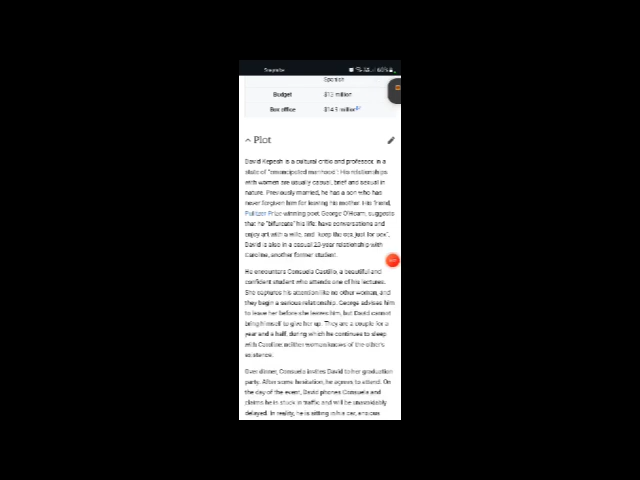 Spanish
Budget $13 million
Box office
Plot
David Kepesh is a cultural critic and professor, in a
state of "emancipated manhood". His relationships
with women are usually casual, brief and sexual in
nature. Previously married, he has a son who has
never forgiven him for leaving his mother. His friend,
Pulitzer Prize winning poet George O'Hearn, suggests
that he "bifurcate" his life: have conversations and
enjoy art with a wife, and "keep the sex just for sex".
David is also in a casual 20-year relationship with
Caroline, another former student.
He encounters Consuela Castillo, a beautiful and
confident student who attends one of his lectures.
She captures his attention like no other woman, and
they begin a serious relationship. George advises him
to leave her before she leaves him, but David cannot
bring himself to give her up. They are a couple for a
year and a half, during which he continues to sleep
with Caroline; neither woman knows of the other's
existence.
Over dinner, Consuela invites David to her graduation
party. After some hesitation, he agrees to attend. On
the day of the event, David phones Consuela and
claims he is stuck in traffic and will be unavoidably
delayed. In reality, he is sitting in his car, and can